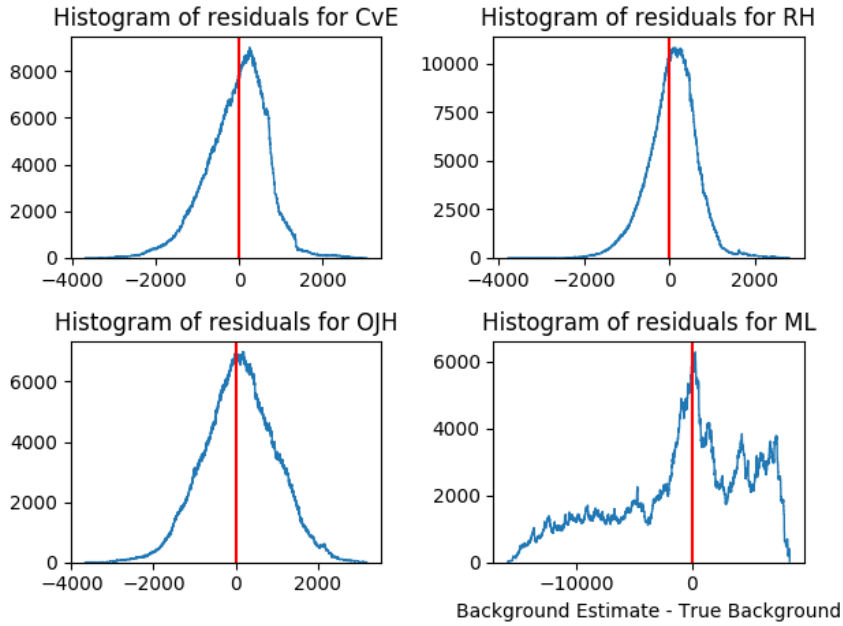 Histogram of residuals for CvE
8000
6000
4000
2000
0
−4000 −2000 0 2000
Histogram of residuals for RH
10000
7500
5000
2500
0
−4000 −2000 0 2000
Histogram of residuals for OJH
6000
4000
2000
0
−4000 −2000 0 2000
Histogram of residuals for ML
6000
4000
2000
0
−10000 0
Background Estimate - True Background